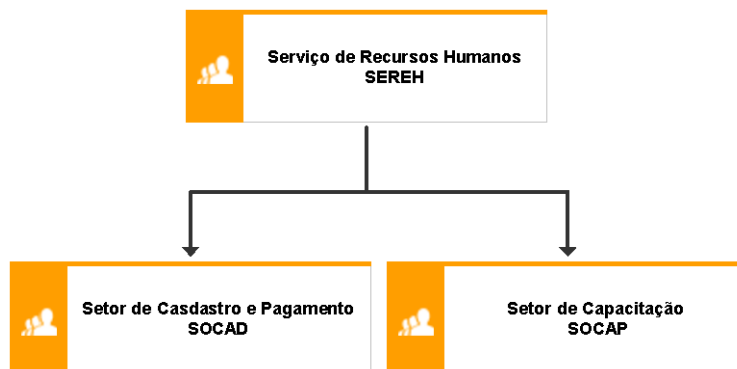 Serviço de Recursos Humanos
SEREH
Setor de Casdastro e Pagamento
SOCAD
Setor de Capacitação
SOCAP